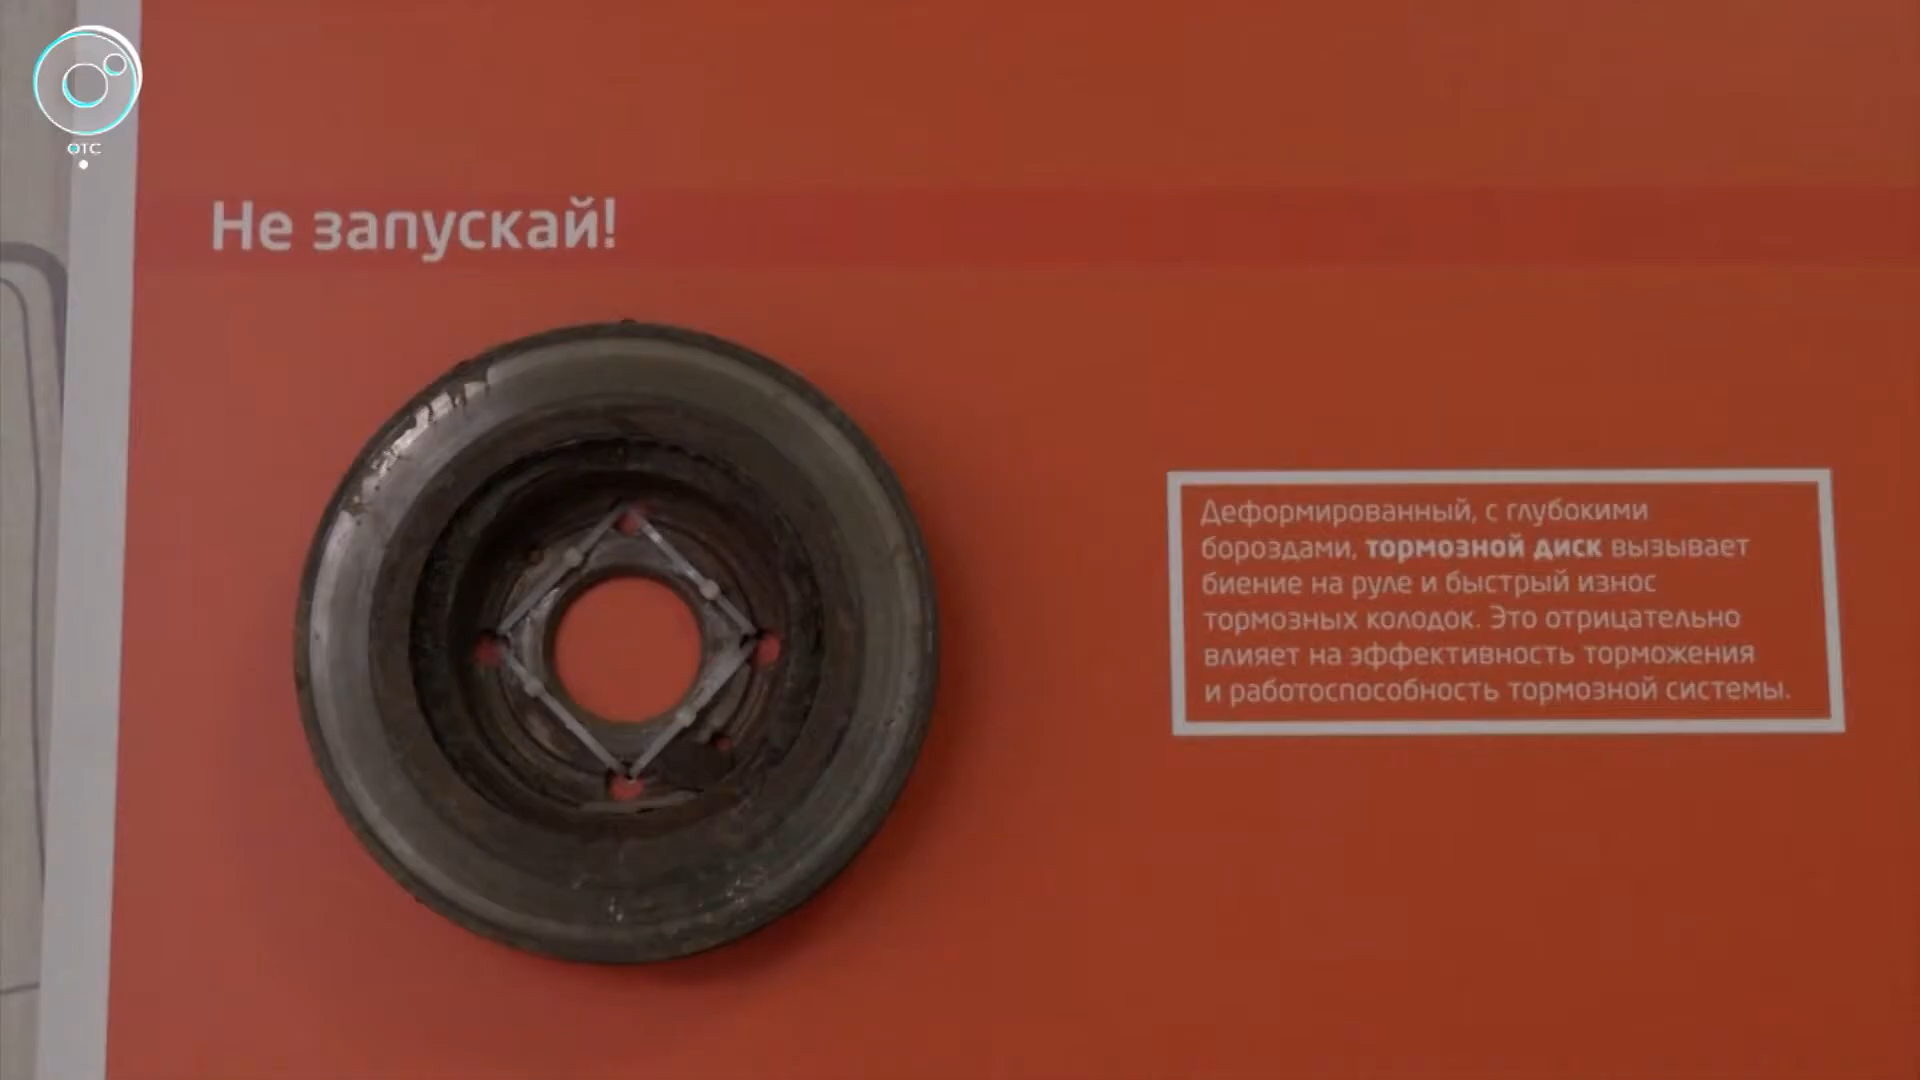 ОТС
Не запускай!
Деформированный, с глубокими
бороздами, тормозной диск вызывает
биение на руле и быстрый износ
тормозных колодок. Это отрицательно
влияет на эффективность торможения
и работоспособность тормозной системы.